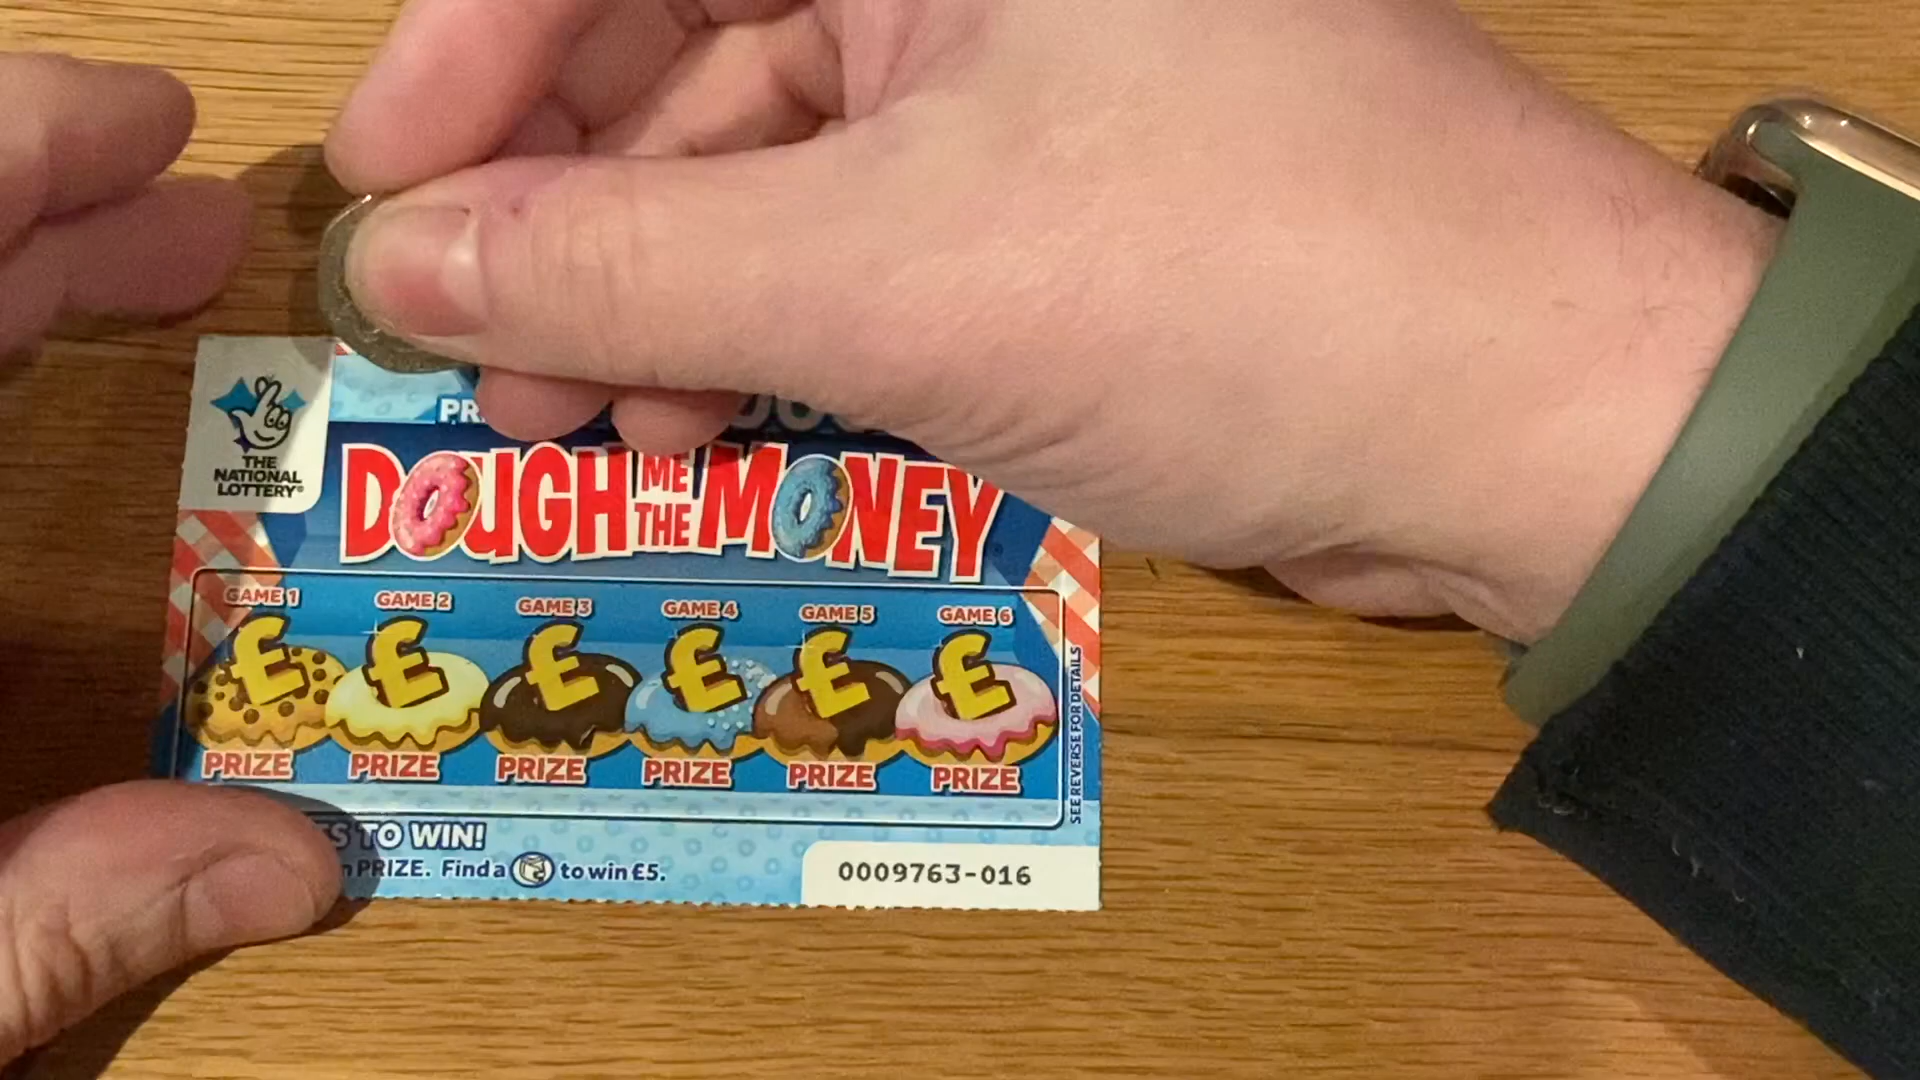 PR
THE
NATIONAL
LOTTERY®
DOUGH ME THE MONEY
GAME 1 GAME 2 GAME 3 GAME 4 GAME 5 GAME 6
£ £ £ £ £ £
PRIZE PRIZE PRIZE PRIZE PRIZE PRIZE
SEE REVERSE FOR DETAILS
TO WIN!
PRIZE. Find a to win £5.
0009763-016